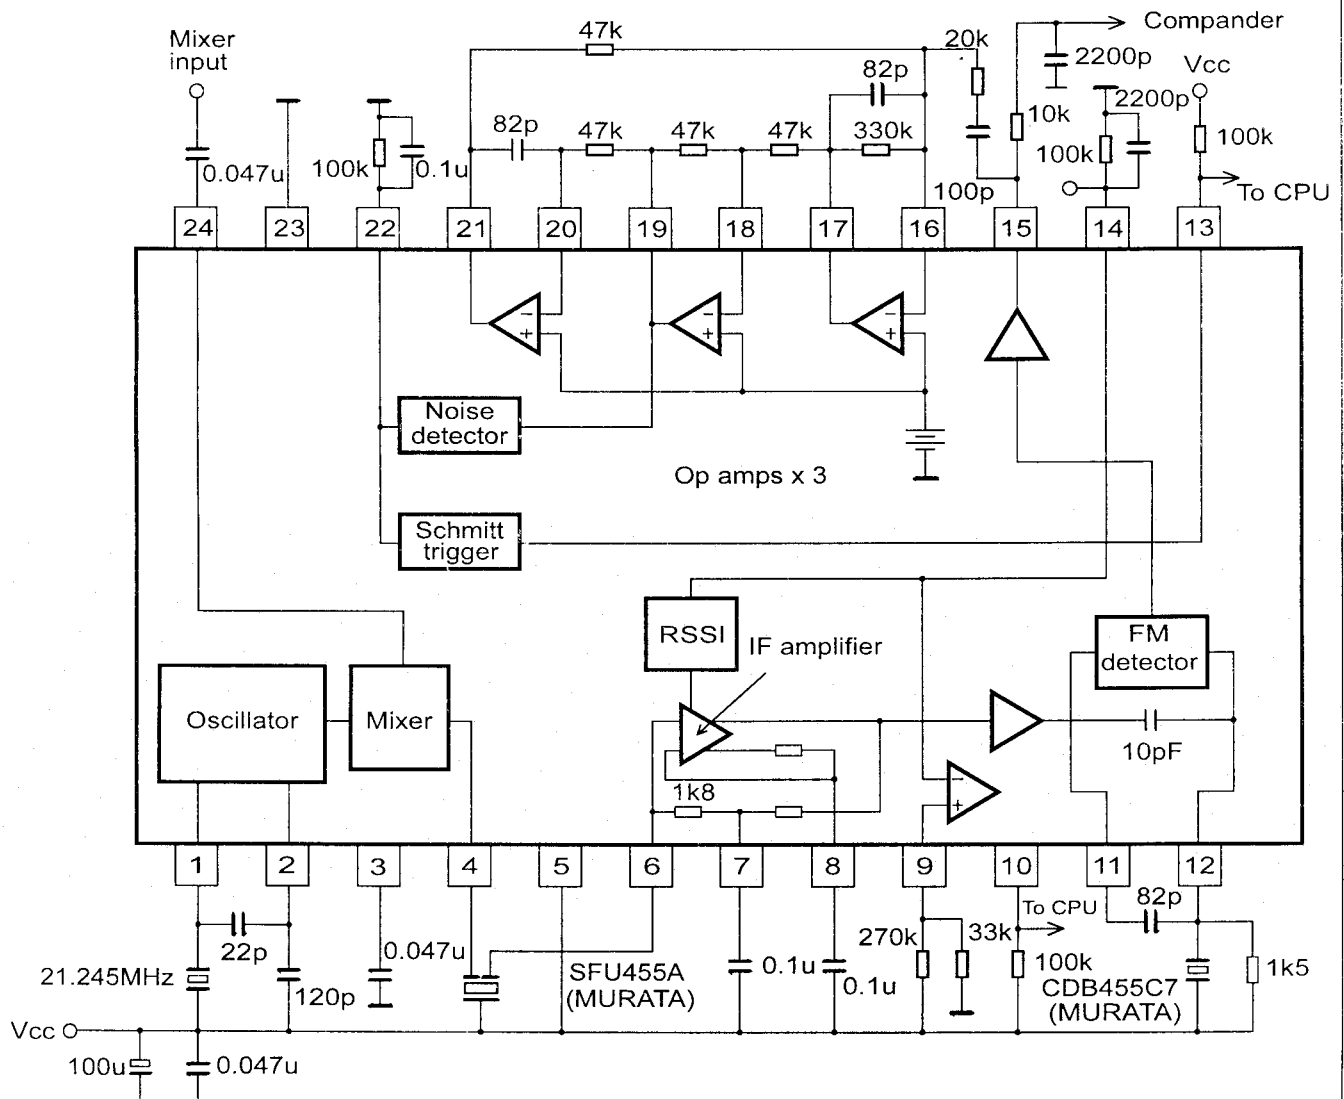 Mixer
input
0.047u
100k
0.1u
47k
82p
47k
47k
47k
82p
330k
20k
100p
10k
2200p
Compander
2200p
100k
Vcc
100k
To CPU
24
23
22
21
20
19
18
17
16
15
14
13
−
+
−
+
−
+
Noise
detector
Op amps x 3
Schmitt
trigger
RSSI
IF amplifier
FM
detector
Oscillator
Mixer
1k8
10pF
−
+
1
2
3
4
5
6
7
8
9
10
11
12
22p
21.245MHz
120p
0.047u
SFU455A
(MURATA)
0.1u
0.1u
270k
33k
To CPU
100k
82p
CDB455C7
(MURATA)
1k5
Vcc
100u
0.047u